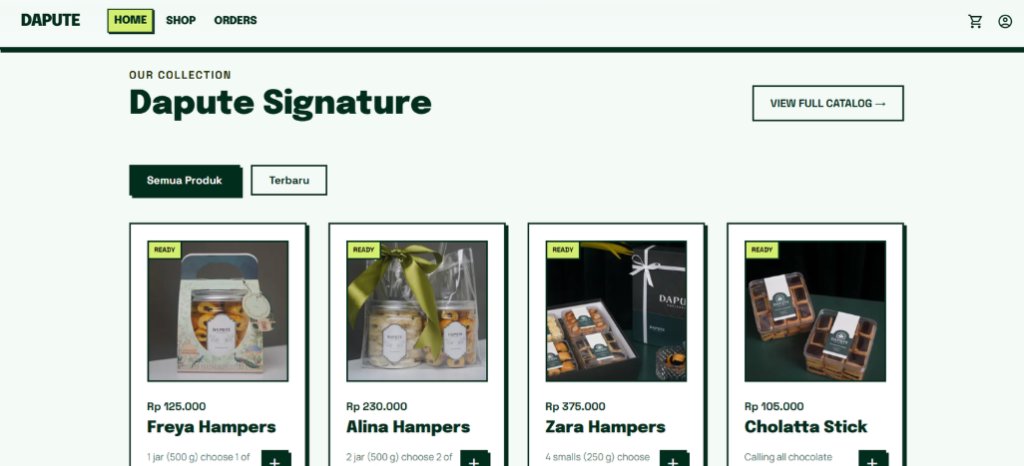 DAPUTE HOME SHOP ORDERS
OUR COLLECTION
Dapute Signature
VIEW FULL CATALOG →
Semua Produk Terbaru
READY READY READY READY
DAPUTE DAPUTE DAPU
Rp 125.000 Rp 230.000 Rp 375.000 Rp 105.000
Freya Hampers Alina Hampers Zara Hampers Cholatta Stick
1 jar (500 g) choose 1 of 2 jar (500 g) choose 2 of 4 smalls (250 g) choose Calling all chocolate
+ + + +